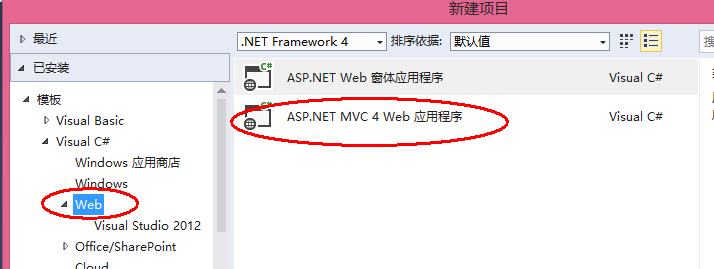 新建项目
最近
.NET Framework 4
排序依据:
默认值
已安装
模板
Visual Basic
Visual C#
Windows 应用商店
Windows
Web
Visual Studio 2012
Office/SharePoint
Cloud
ASP.NET Web 窗体应用程序
Visual C#
ASP.NET MVC 4 Web 应用程序
Visual C#